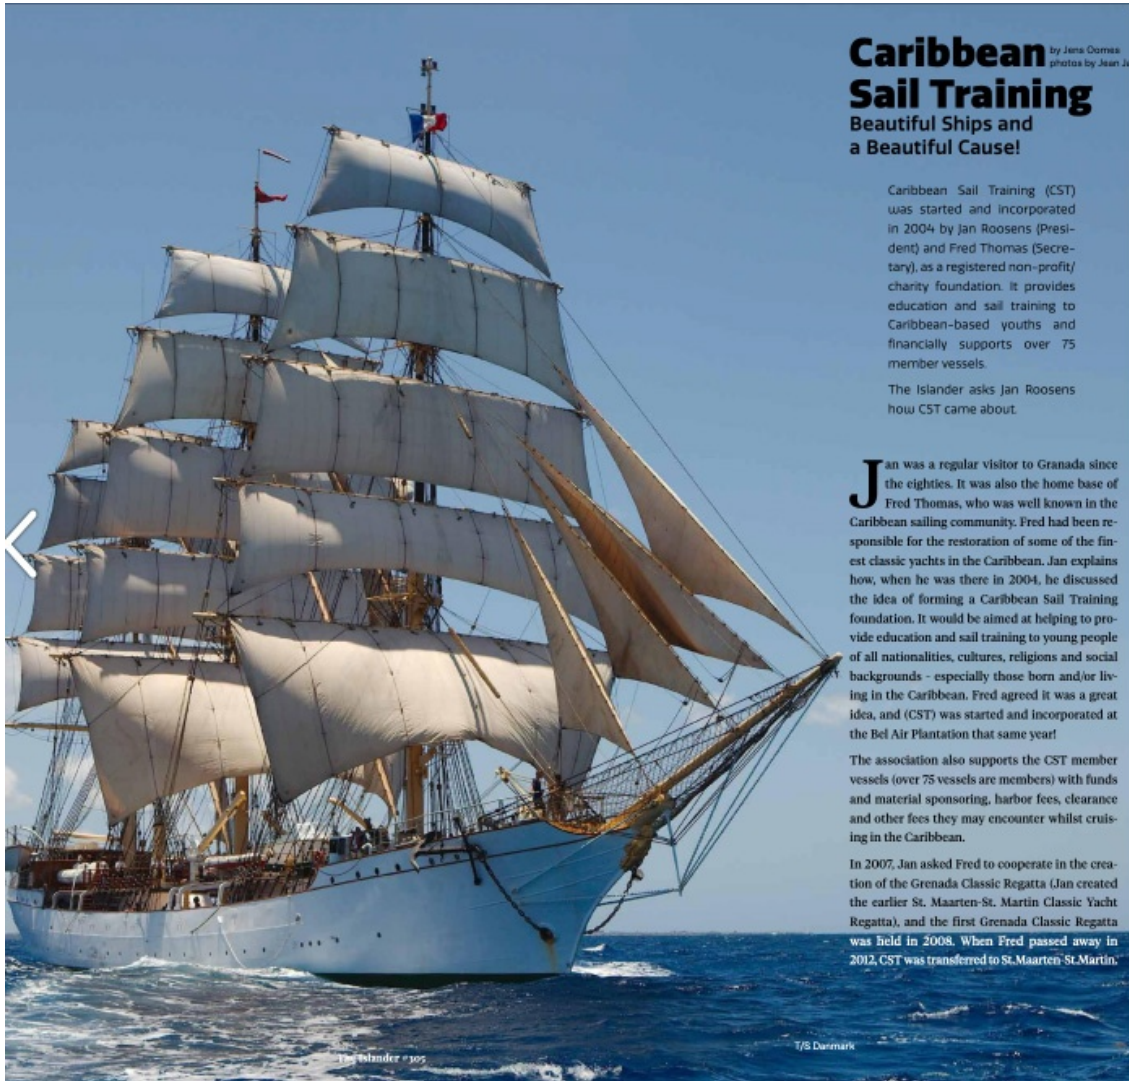 Caribbean
by Jens Oomes
photos by Jean
Sail Training
Beautiful Ships and
a Beautiful Cause!
Caribbean Sail Training (CST)
was started and incorporated
in 2004 by Jan Roosens (Presi-
dent) and Fred Thomas (Secre-
tary), as a registered non-profit/
charity foundation. It provides
education and sail training to
Caribbean-based youths and
financially supports over 75
member vessels.
The Islander asks Jan Roosens
how CST came about.
Jan was a regular visitor to Granada since
the eighties. It was also the home base of
Fred Thomas, who was well known in the
Caribbean sailing community. Fred had been re-
sponsible for the restoration of some of the fin-
est classic yachts in the Caribbean. Jan explains
how, when he was there in 2004, he discussed
the idea of forming a Caribbean Sail Training
foundation. It would be aimed at helping to pro-
vide education and sail training to young people
of all nationalities, cultures, religions and social
backgrounds - especially those born and/or liv-
ing in the Caribbean. Fred agreed it was a great
idea, and (CST) was started and incorporated at
the Bel Air Plantation that same year!
The association also supports the CST member
vessels (over 75 vessels are members) with funds
and material sponsoring, harbor fees, clearance
and other fees they may encounter whilst cruis-
ing in the Caribbean.
In 2007, Jan asked Fred to cooperate in the crea-
tion of the Grenada Classic Regatta (Jan created
the earlier St. Maarten-St. Martin Classic Yacht
Regatta), and the first Grenada Classic Regatta
was held in 2008. When Fred passed away in
2012, CST was transferred to St.Maarten-St.Martin.
T/S Danmark
The Islander #305